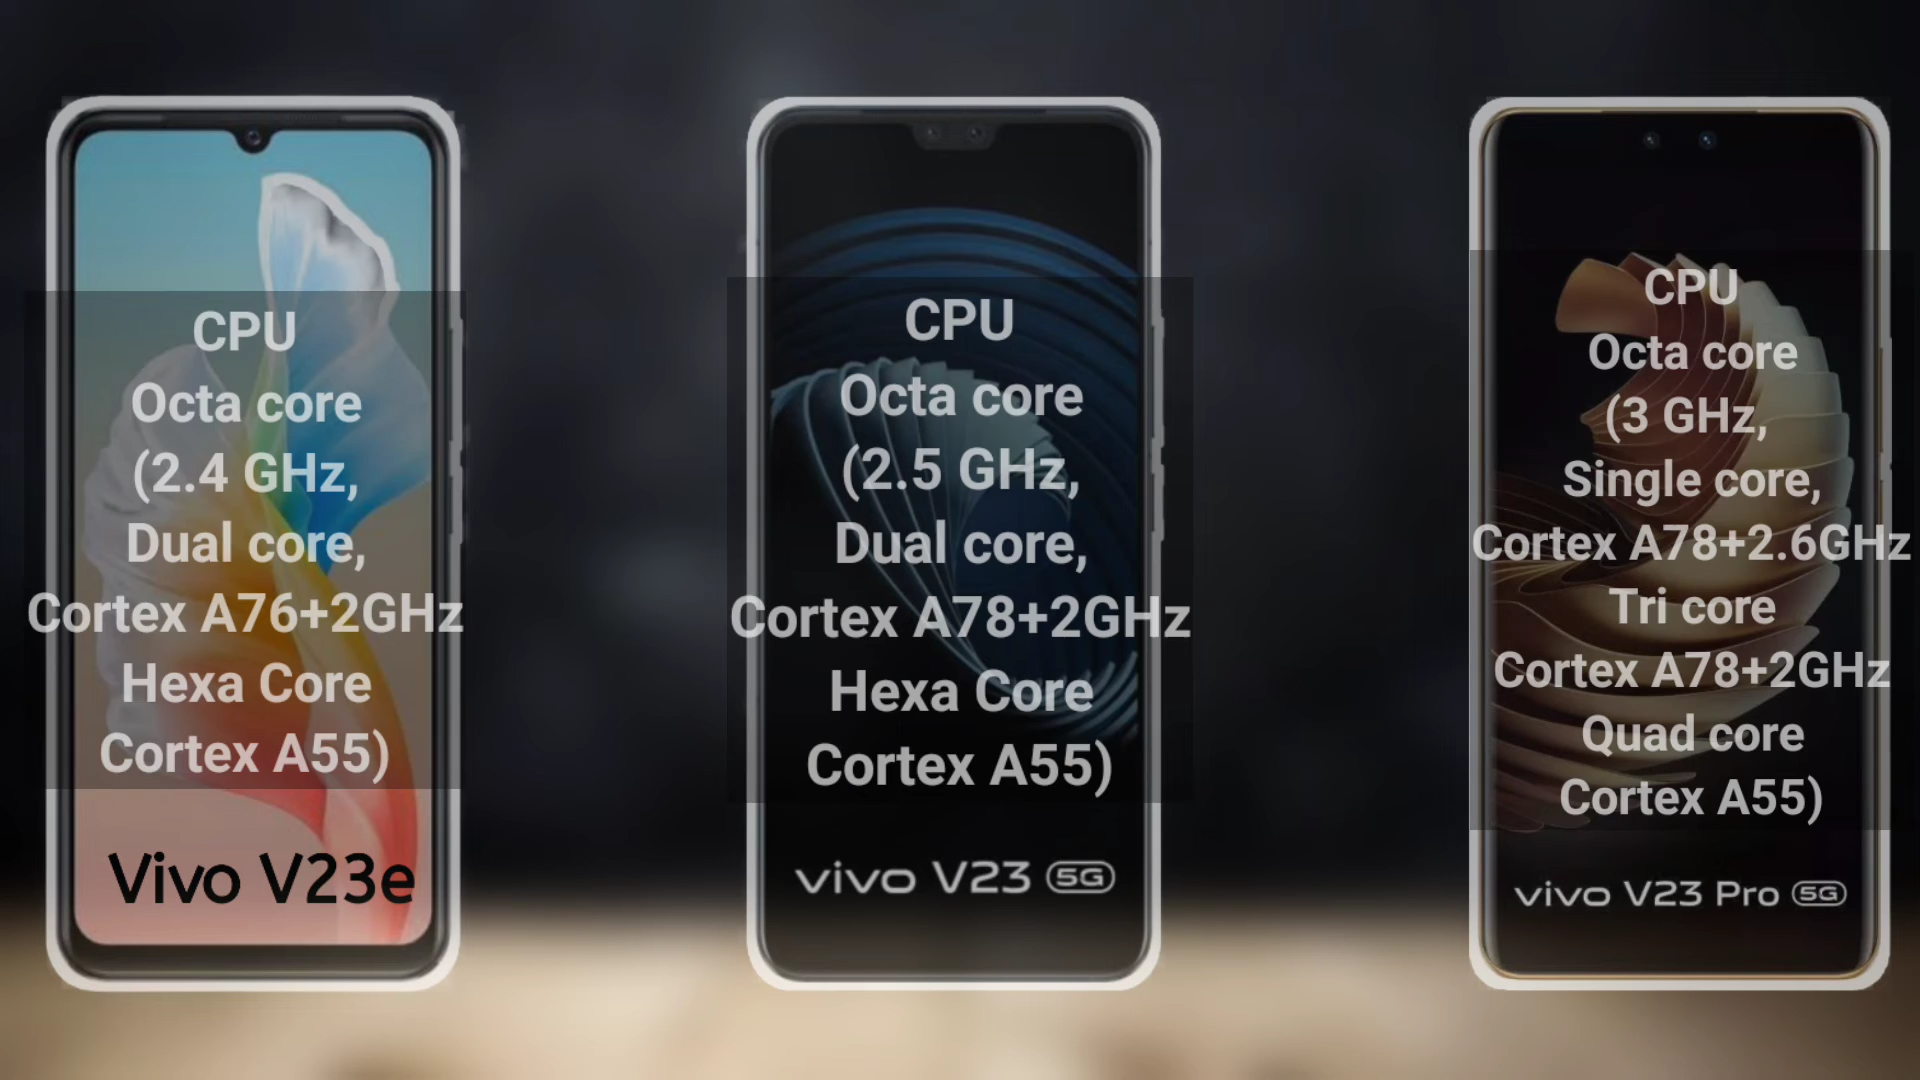 CPU
Octa core
(2.4 GHz,
Dual core,
Cortex A76+2GHz
Hexa Core
Cortex A55)
Vivo V23e
CPU
Octa core
(2.5 GHz,
Dual core,
Cortex A78+2GHz
Hexa Core
Cortex A55)
vivo V23 5G
CPU
Octa core
(3 GHz,
Single core,
Cortex A78+2.6GHz
Tri core
Cortex A78+2GHz
Quad core
Cortex A55)
vivo V23 Pro 5G